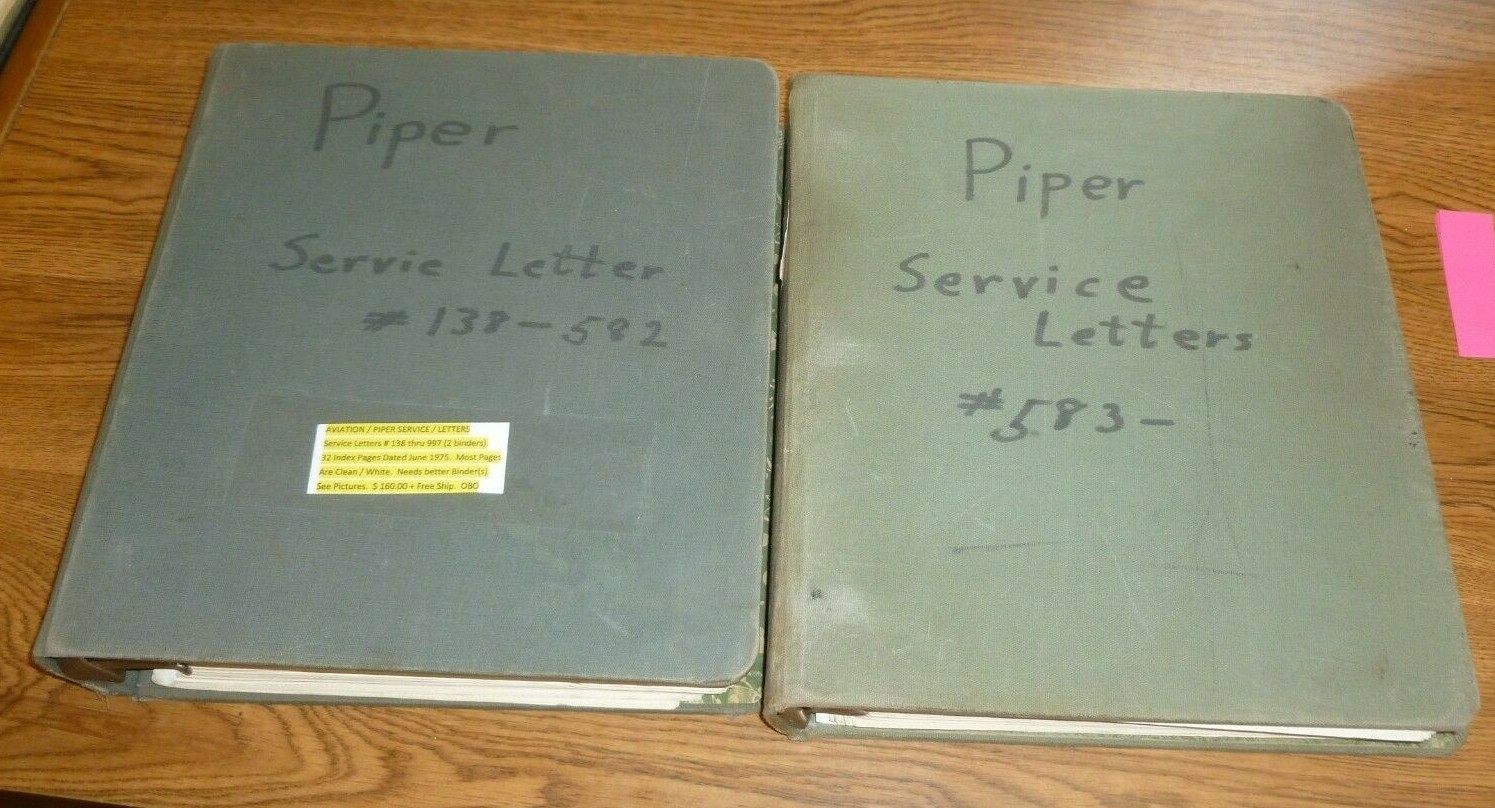 Piper
Servie Letter
# 138 - 582
AVIATION / PIPER SERVICE / LETTERS
Service Letters # 138 thru 997 (2 binders).
32 Index Pages Dated June 1975. Most Pages
Are Clean / White. Needs better Binder(s)
See Pictures. $ 160.00 + Free Ship. OBO
Piper
Service
Letters
# 583 -